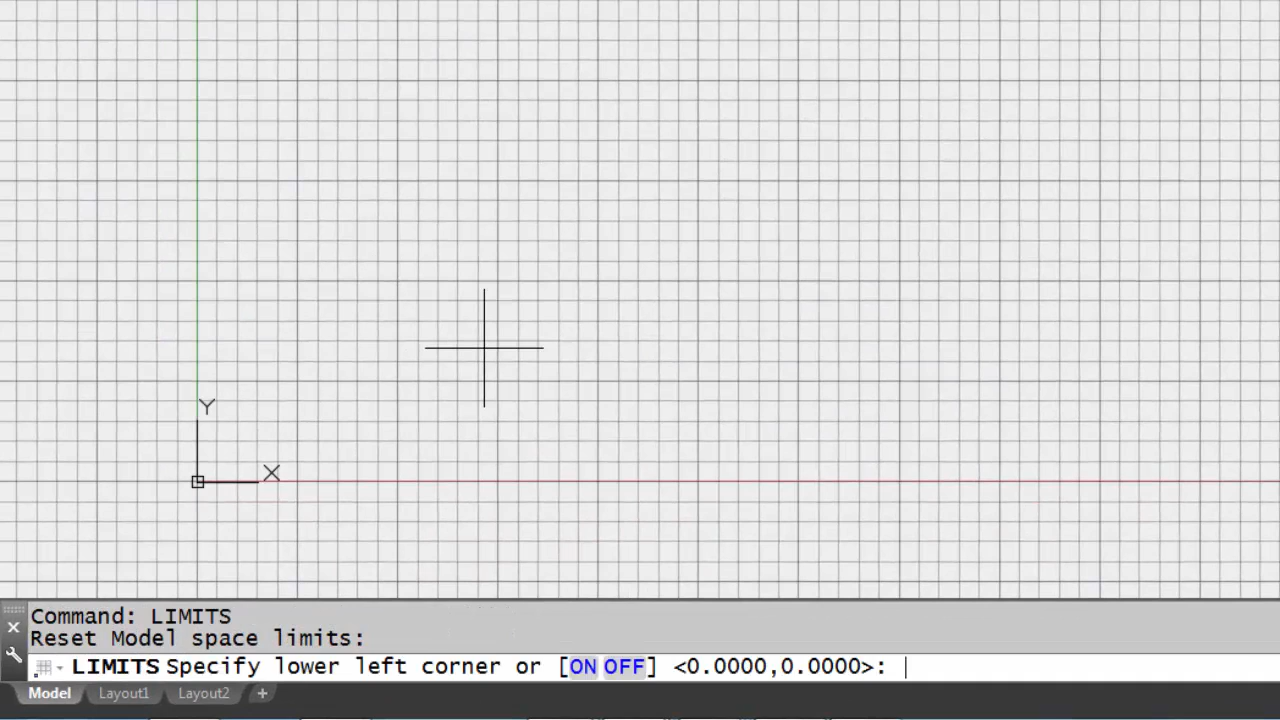 Y
X
Command: LIMITS
Reset Model space limits:
LIMITS Specify lower left corner or [ON OFF] <0.0000,0.0000>:
Model Layout1 Layout2 +